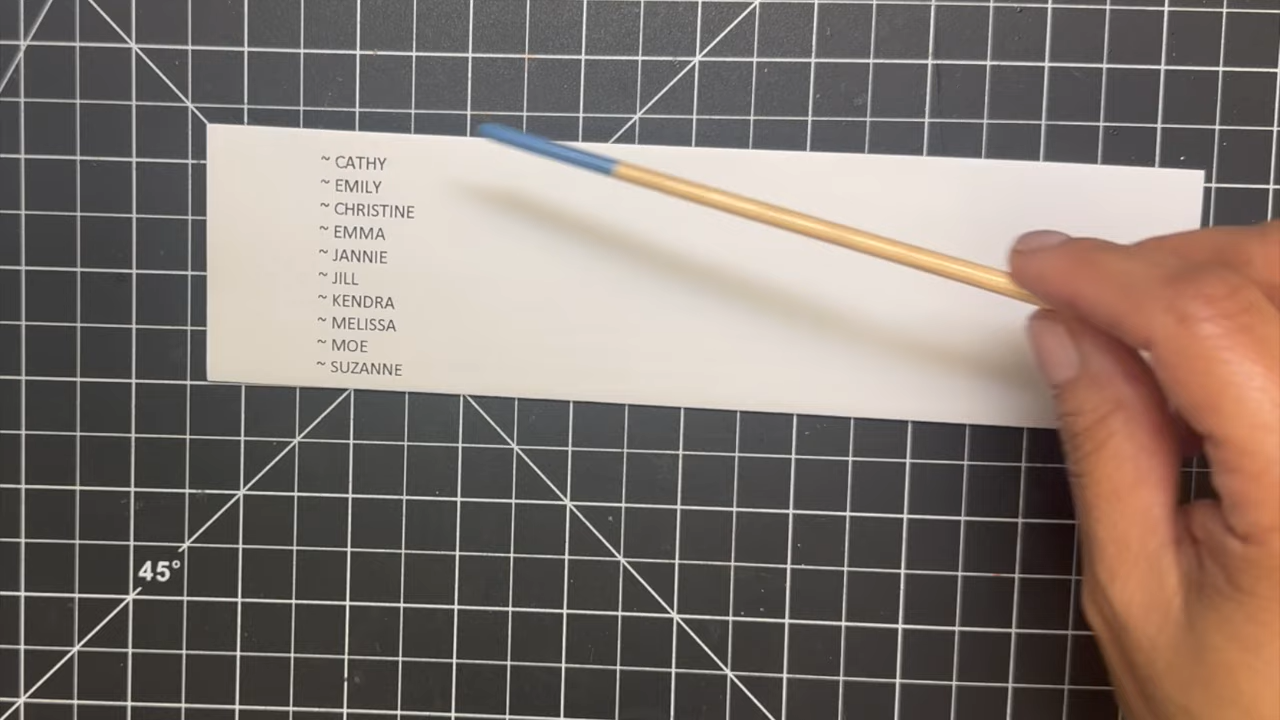 ~ CATHY
~ EMILY
~ CHRISTINE
~ EMMA
~ JANNIE
~ JILL
~ KENDRA
~ MELISSA
~ MOE
~ SUZANNE
45°